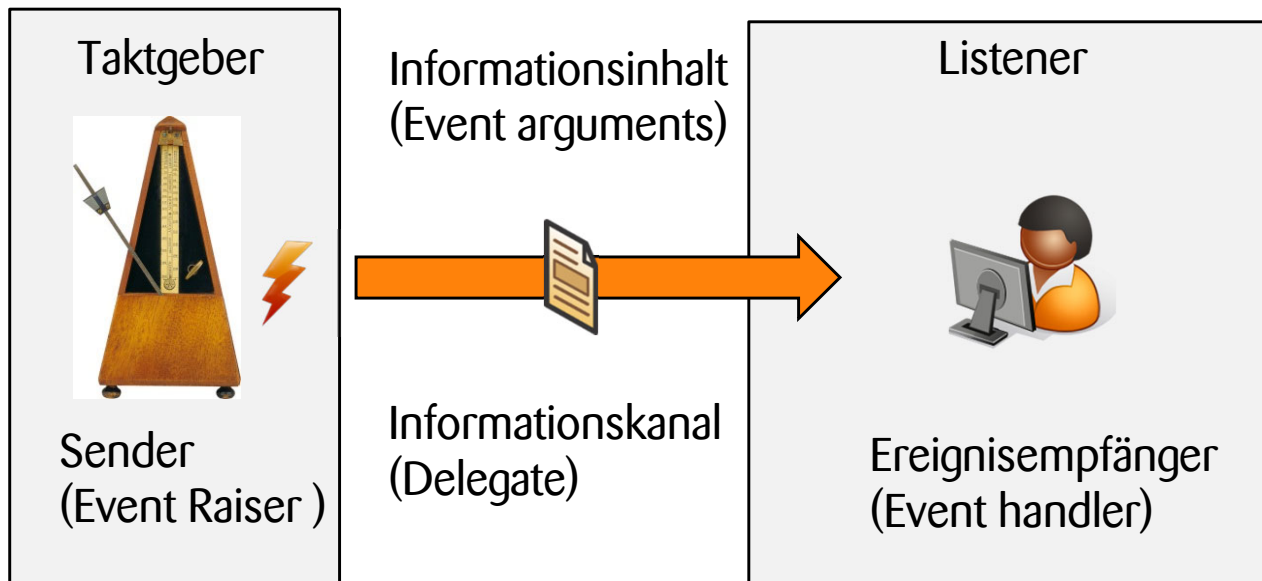 Taktgeber
Sender
(Event Raiser )
Informationsinhalt
(Event arguments)
Informationskanal
(Delegate)
Listener
Ereignisempfänger
(Event handler)